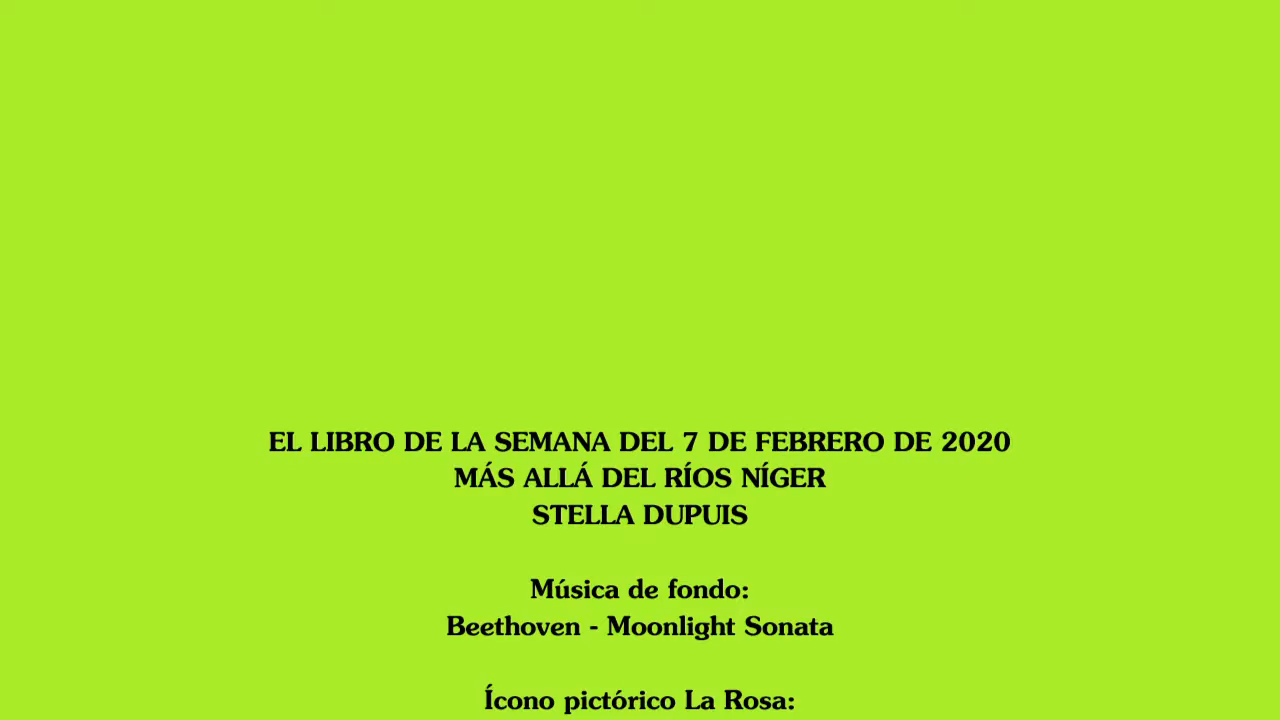 EL LIBRO DE LA SEMANA DEL 7 DE FEBRERO DE 2020
MÁS ALLÁ DEL RÍOS NÍGER
STELLA DUPUIS
Música de fondo:
Beethoven - Moonlight Sonata
Ícono pictórico La Rosa: